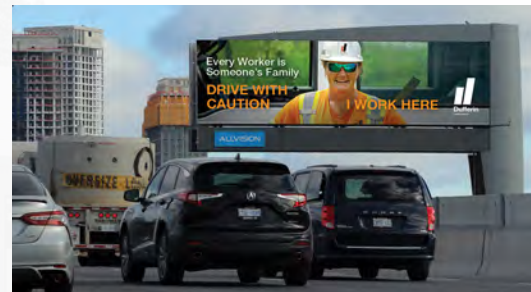 Every Worker is
Someone's Family
DRIVE WITH
CAUTION
I WORK HERE
Dufferin
ALLVISION
OVERSIZE LOAD